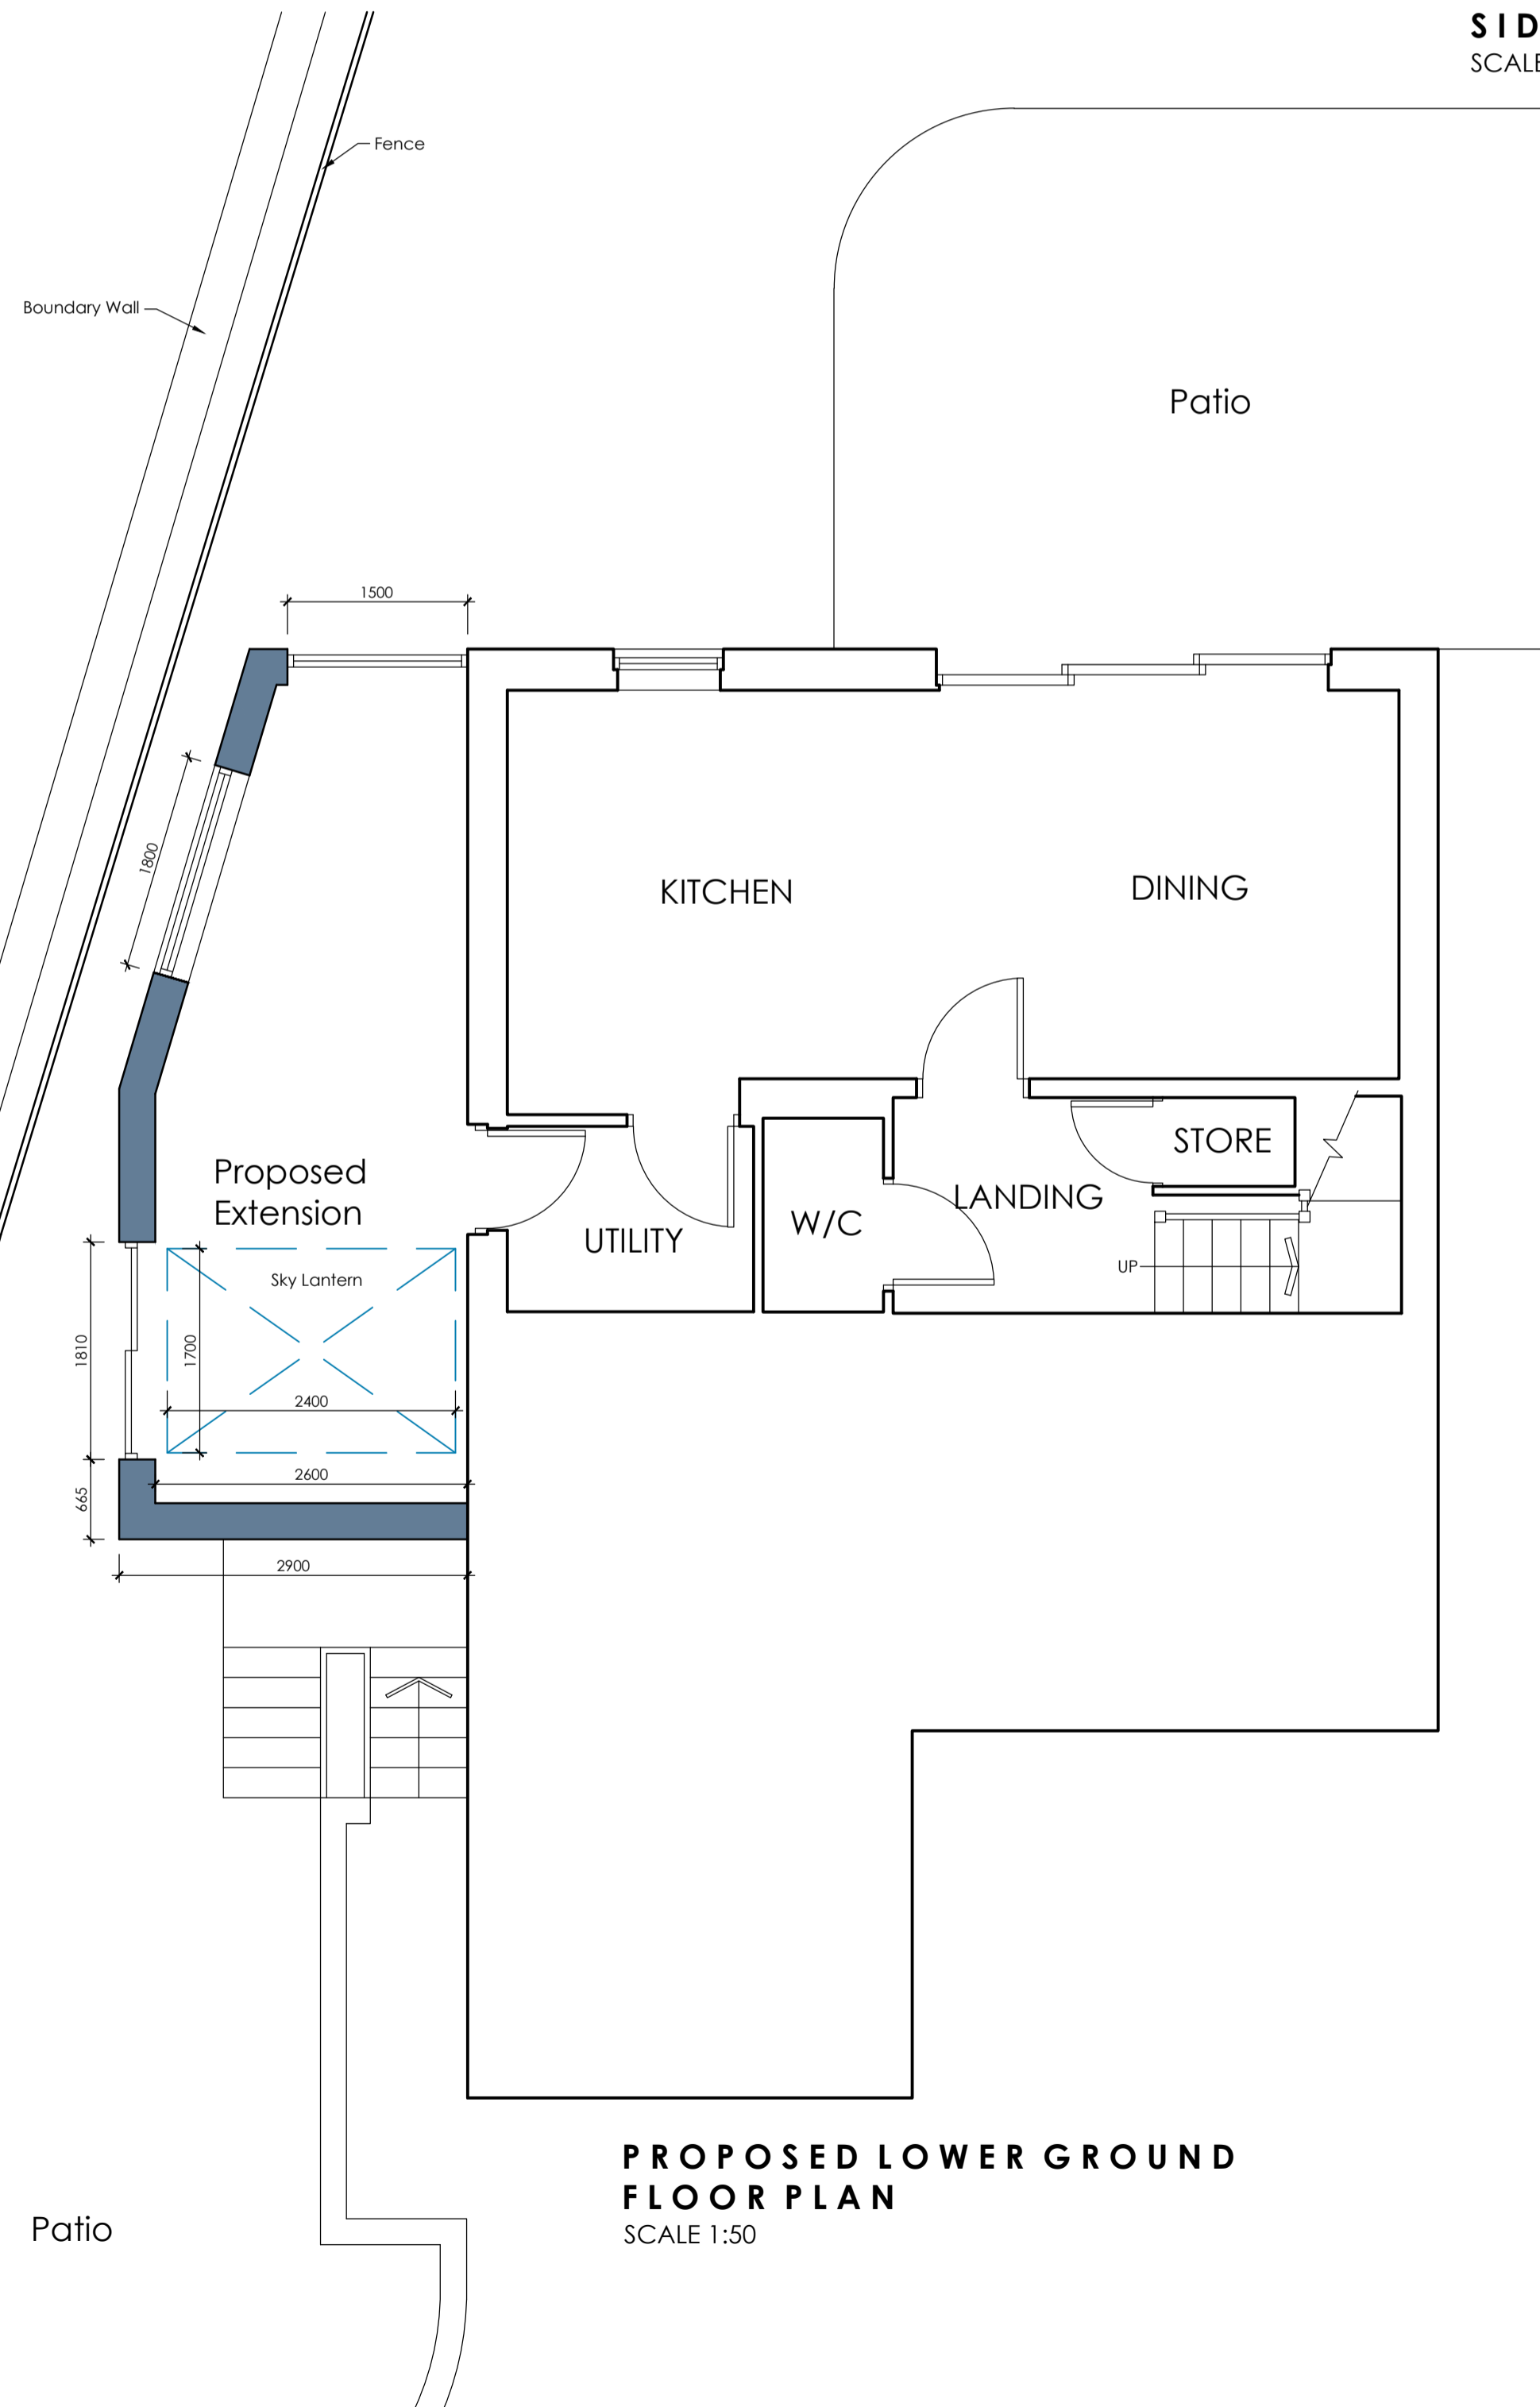 SID
SCALE
Fence
Boundary Wall
Patio
1500
1800
KITCHEN
DINING
Proposed
Extension
STORE
LANDING
W/C
UTILITY
UP
Sky Lantern
1810
1700
2400
2600
665
2900
PROPOSED LOWER GROUND
FLOOR PLAN
SCALE 1:50
Patio